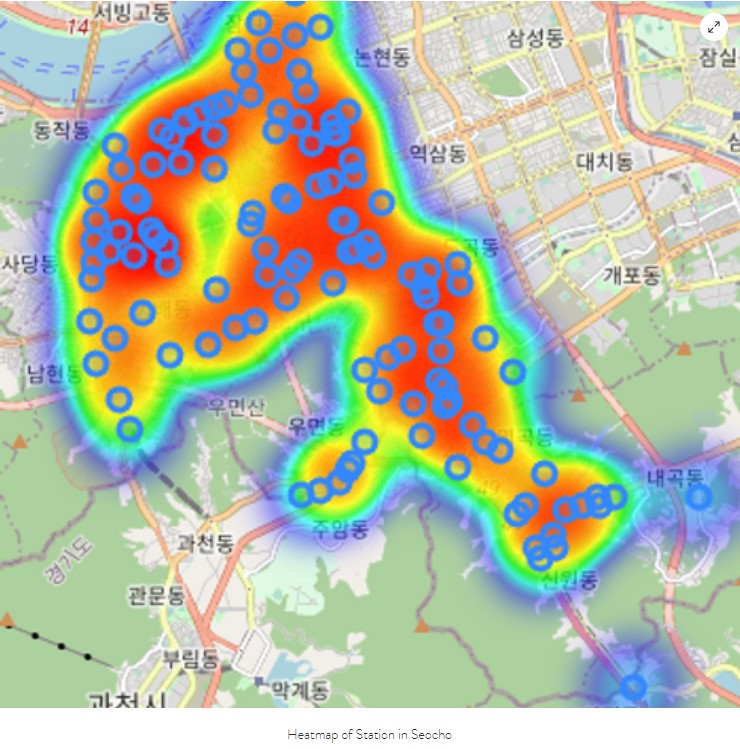 서빙고동
14
논현동
삼성동
잠실
동작동
역삼동
대치동
사당동
개포동
남현동
우면산
우면동
내곡동
49
주암동
과천동
경기도
신원동
관문동
부림동
막계동
과천시
Heatmap of Station in Seocho